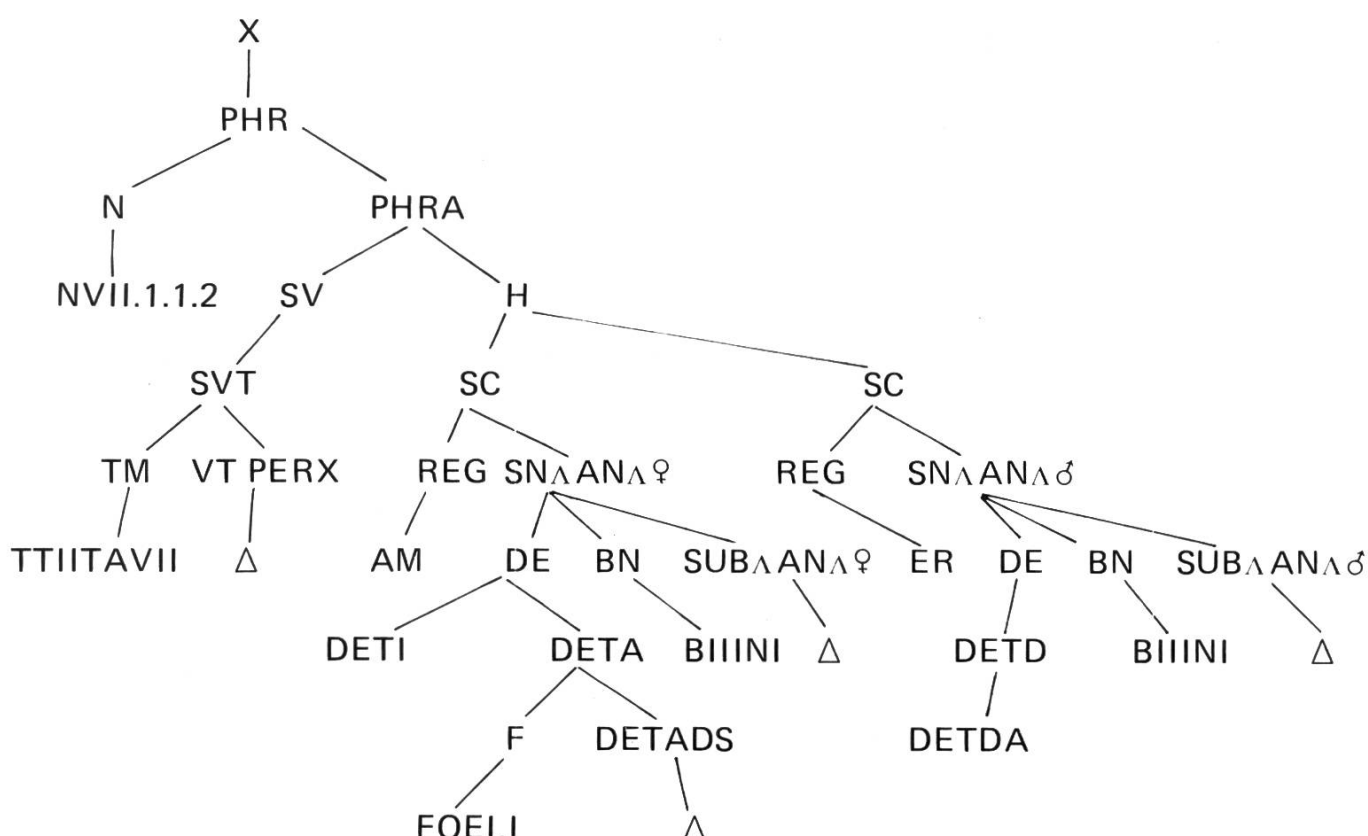 X
PHR
N PHRA
NVII.1.1.2 SV H
SVT SC SC
TM VT PERX REG SN∧AN∧♀ REG SN∧AN∧♂
TTIITAVII Δ AM DE BN SUB∧AN∧♀ ER DE BN SUB∧AN∧♂
DETI DETA BIIINI Δ DETD BIIINI Δ
F DETADS DETDA
FQELI Δ